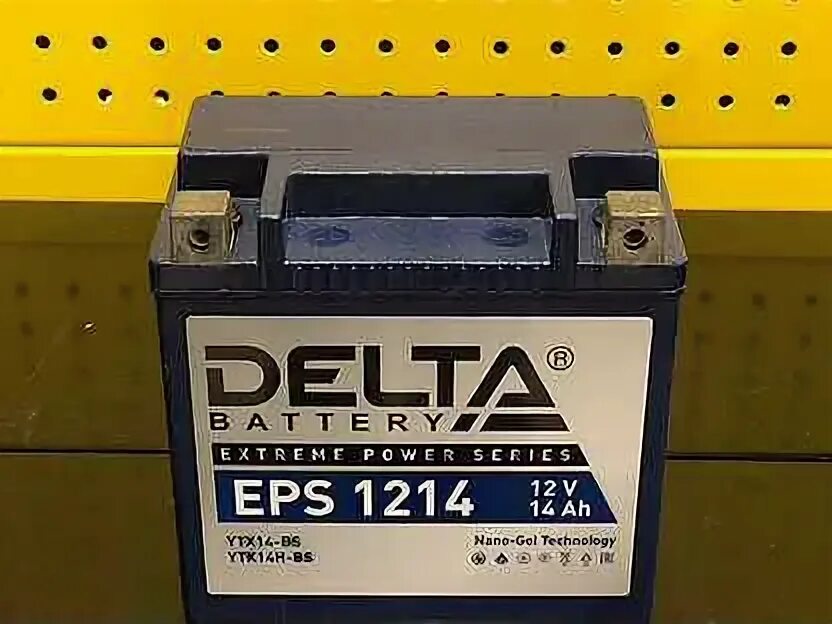 DELTA®
BATTERY
EXTREME POWER SERIES
EPS 1214
12 V
14 Ah
YTX14-BS
YTX14H-BS
Nano-Gel Technology